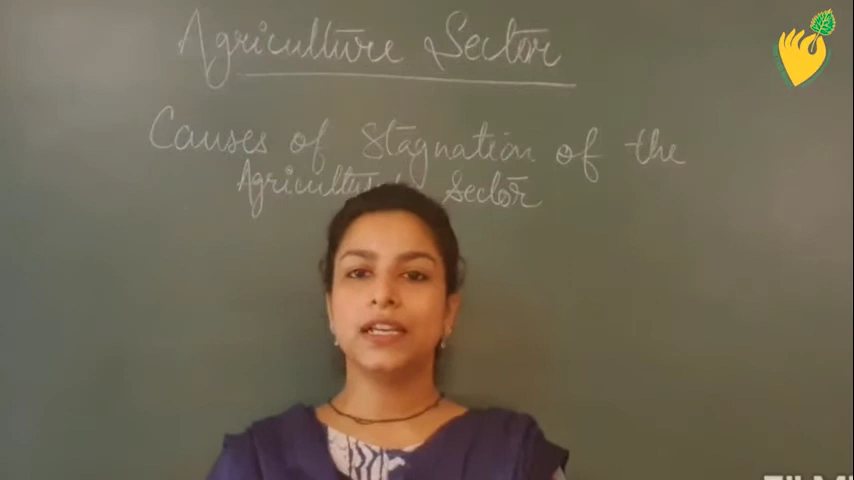 Agriculture Sector
Causes of Stagnation of the
Sector